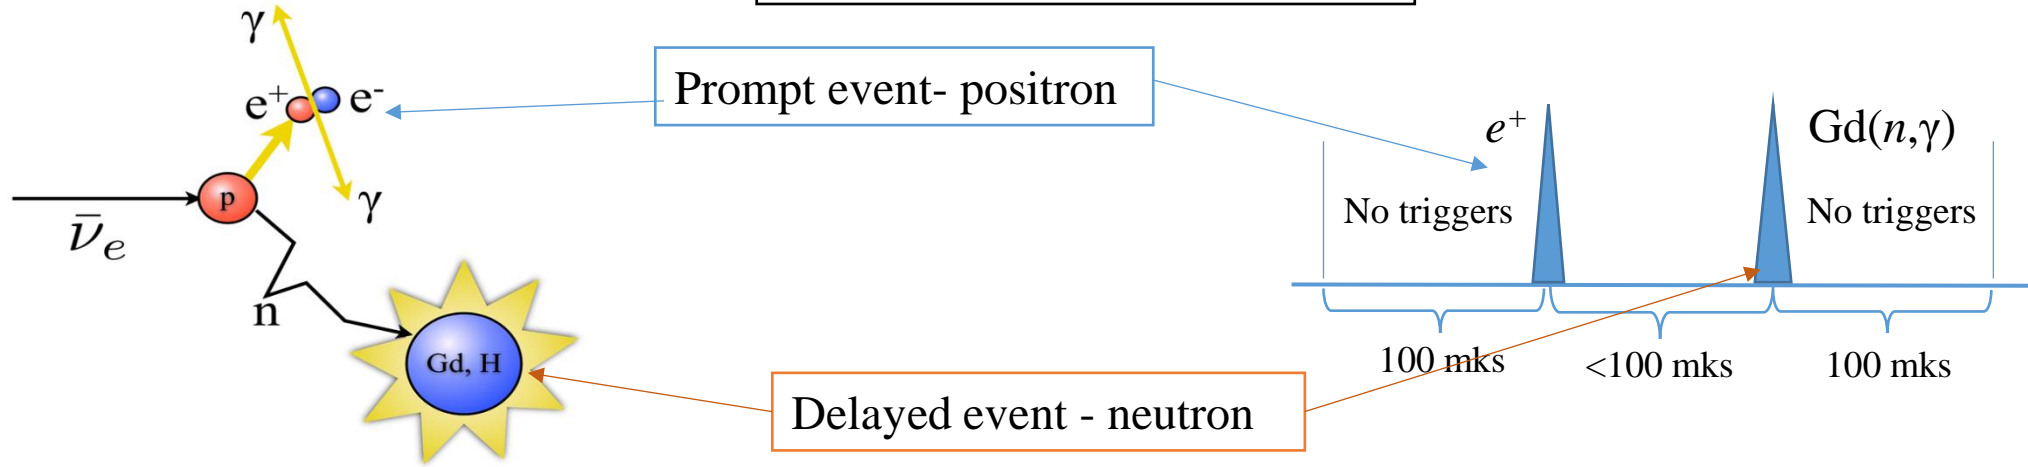 γ
e⁺ e⁻
γ
p
ν̄ₑ
n
Gd, H
Prompt event- positron
Delayed event - neutron
e⁺
Gd(n,γ)
No triggers
No triggers
100 mks
<100 mks
100 mks